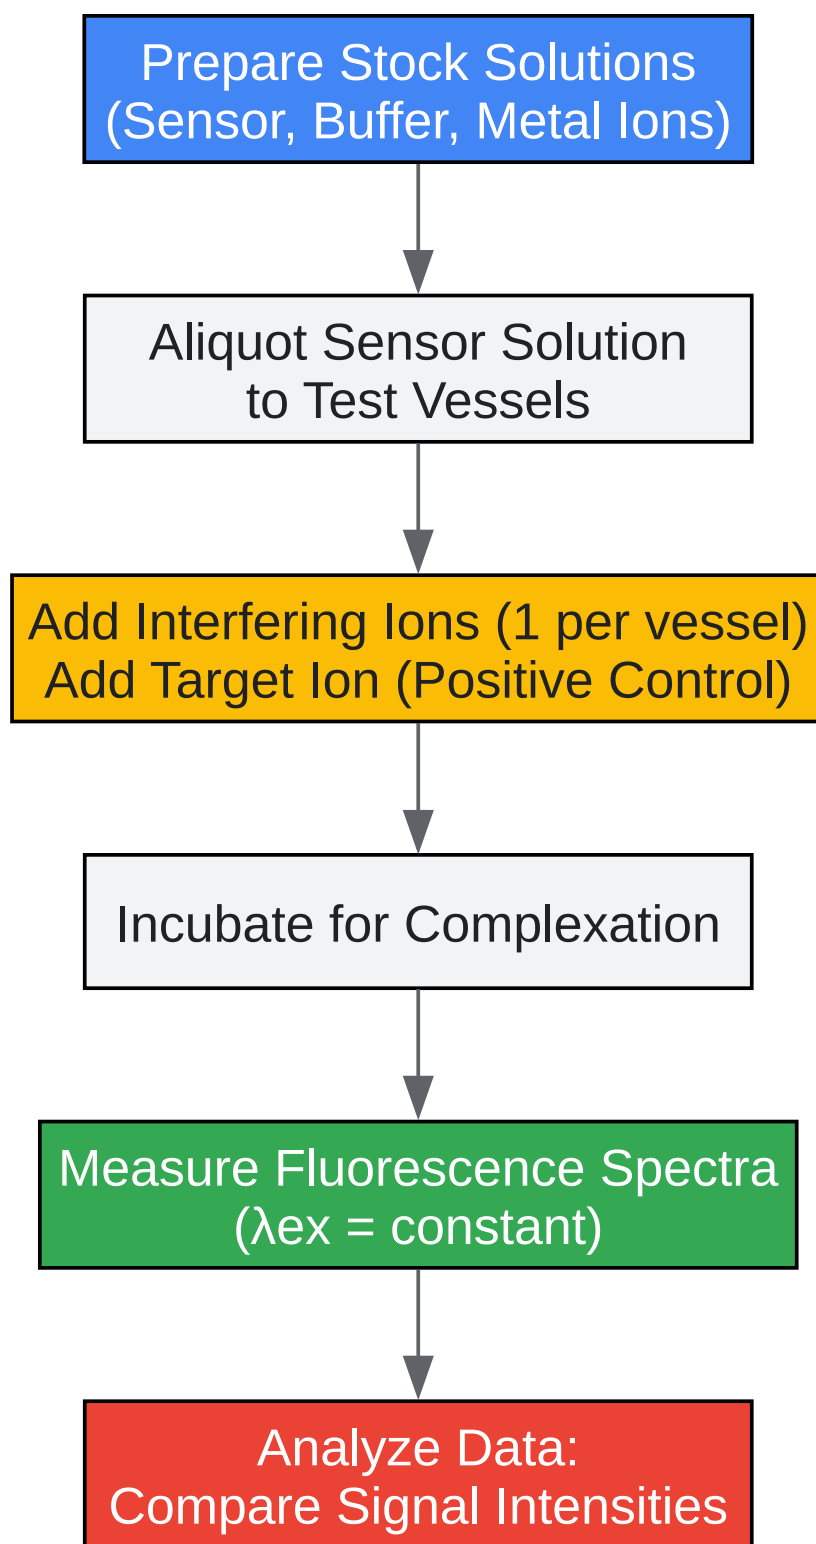 Prepare Stock Solutions
(Sensor, Buffer, Metal Ions)
Aliquot Sensor Solution
to Test Vessels
Add Interfering Ions (1 per vessel)
Add Target Ion (Positive Control)
Incubate for Complexation
Measure Fluorescence Spectra
(λex = constant)
Analyze Data:
Compare Signal Intensities